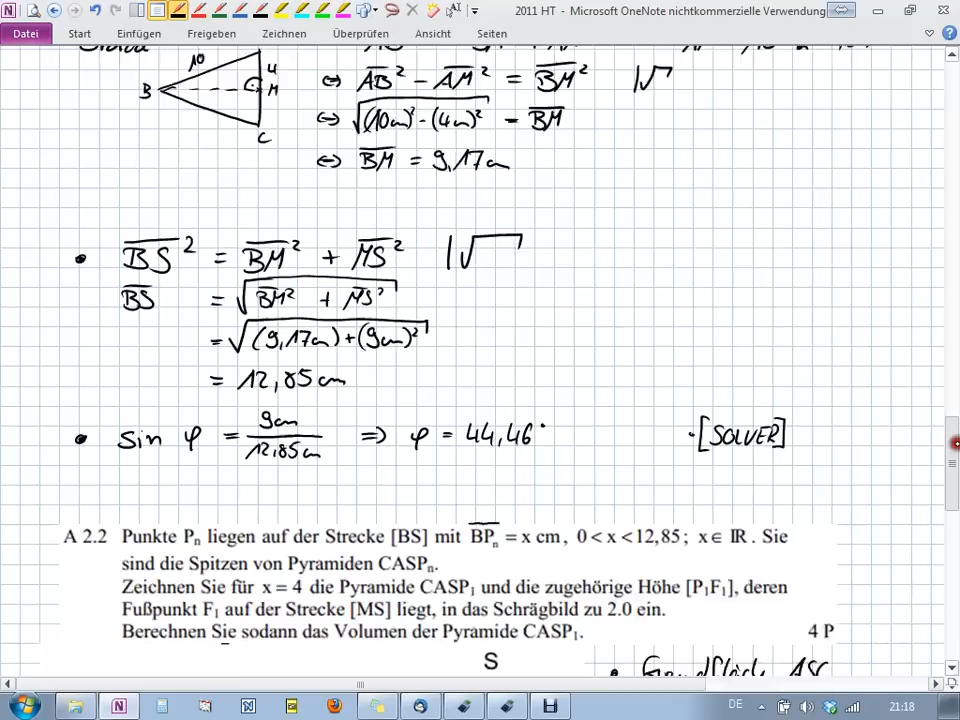 2011 HT - Microsoft OneNote nichtkommerzielle Verwendung
Datei Start Einfügen Freigeben Zeichnen Überprüfen Ansicht Seiten
10
4
B
M
C
⇔ AB² - AM² = BM² |√
⇔ √(10cm)² - (4cm)² = BM
⇔ BM = 9,17cm
• BS² = BM² + MS² |√
BS = √BM² + MS²
= √(9,17cm) + (9cm)²
= 12,85cm
• sin φ = 9cm / 12,85cm ⇒ φ = 44,46° · [SOLVER]
A 2.2 Punkte Pn liegen auf der Strecke [BS] mit BPn = x cm, 0 < x < 12,85; x ∈ IR. Sie
sind die Spitzen von Pyramiden CASPn.
Zeichnen Sie für x = 4 die Pyramide CASP1 und die zugehörige Höhe [P1F1], deren
Fußpunkt F1 auf der Strecke [MS] liegt, in das Schrägbild zu 2.0 ein.
Berechnen Sie sodann das Volumen der Pyramide CASP1.
4 P
S
DE
21:18